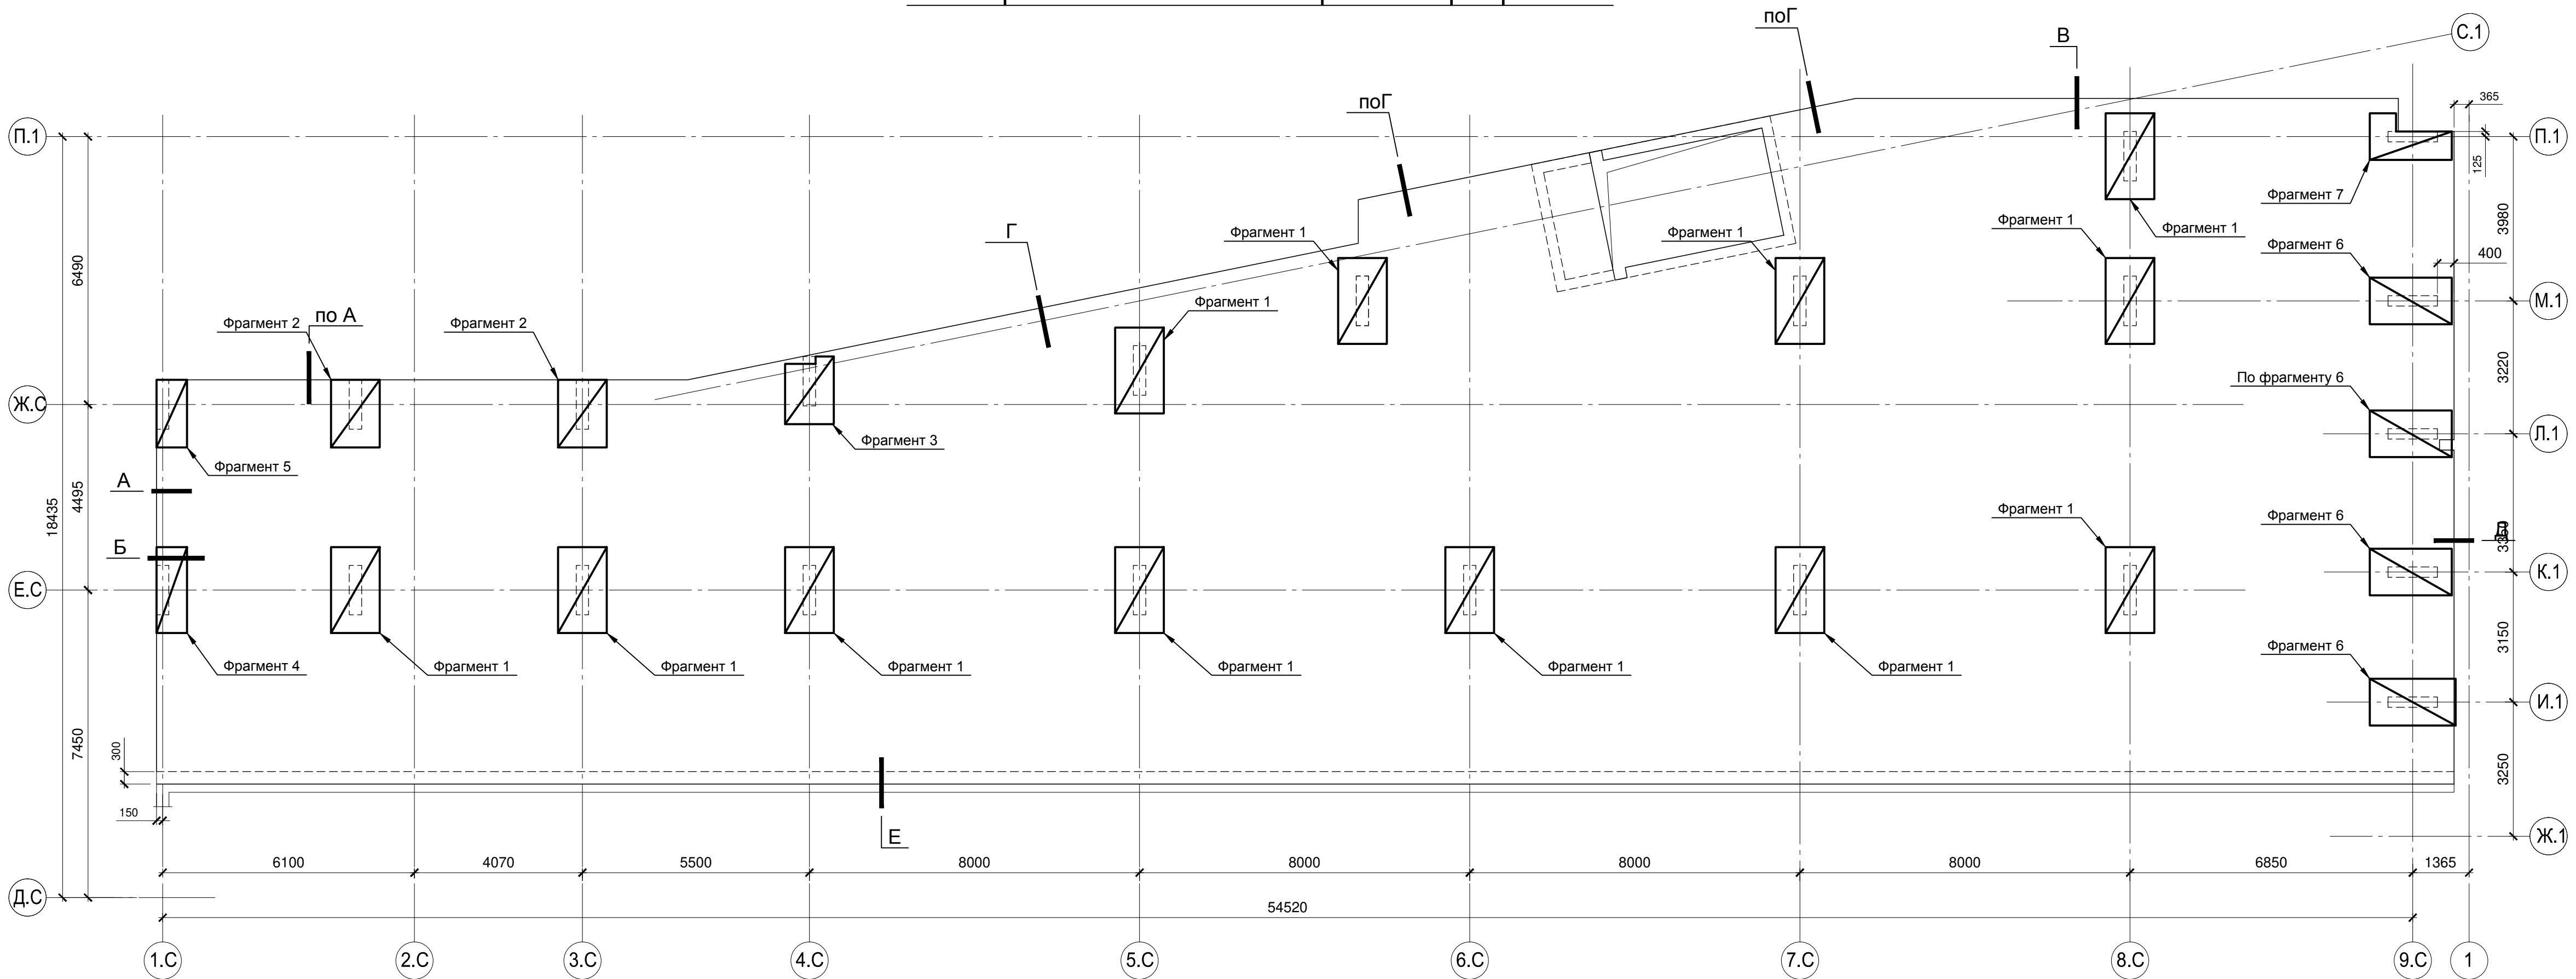 поГ
В
С.1
поГ
365
П.1
П.1
125
Фрагмент 7
Г
Фрагмент 1
Фрагмент 1
Фрагмент 1
Фрагмент 1
3980
6490
Фрагмент 6
400
Фрагмент 1
М.1
Фрагмент 2
по А
Фрагмент 2
3220
По фрагменту 6
Ж.С
Л.1
Фрагмент 3
Фрагмент 5
А
4495
18435
Фрагмент 1
Фрагмент 6
Б
Д
3350
К.1
Е.С
3150
Фрагмент 6
Фрагмент 4
Фрагмент 1
Фрагмент 1
Фрагмент 1
Фрагмент 1
Фрагмент 1
Фрагмент 1
И.1
7450
300
3250
150
Е
Ж.1
6100
4070
5500
8000
8000
8000
8000
6850
1365
Д.С
54520
1.С
2.С
3.С
4.С
5.С
6.С
7.С
8.С
9.С
1